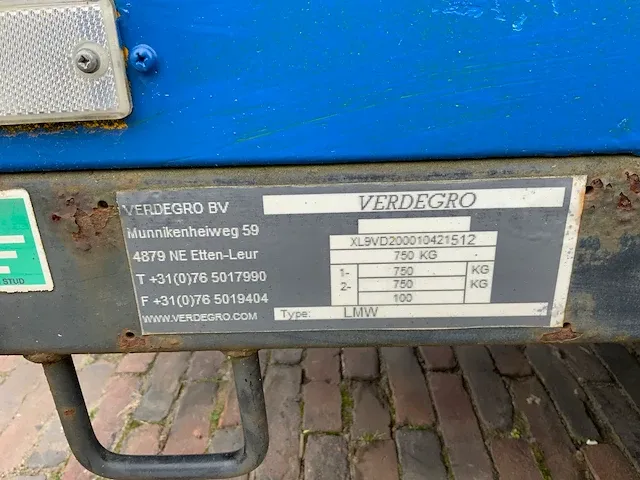 VERDEGRO BV
Munnikenheiweg 59
4879 NE Etten-Leur
T +31(0)76 5017990
F +31(0)76 5019404
WWW.VERDEGRO.COM
VERDEGRO
XL9VD200010421512
750 KG
1- 750 KG
2- 750 KG
100
Type: LMW
F
STUD